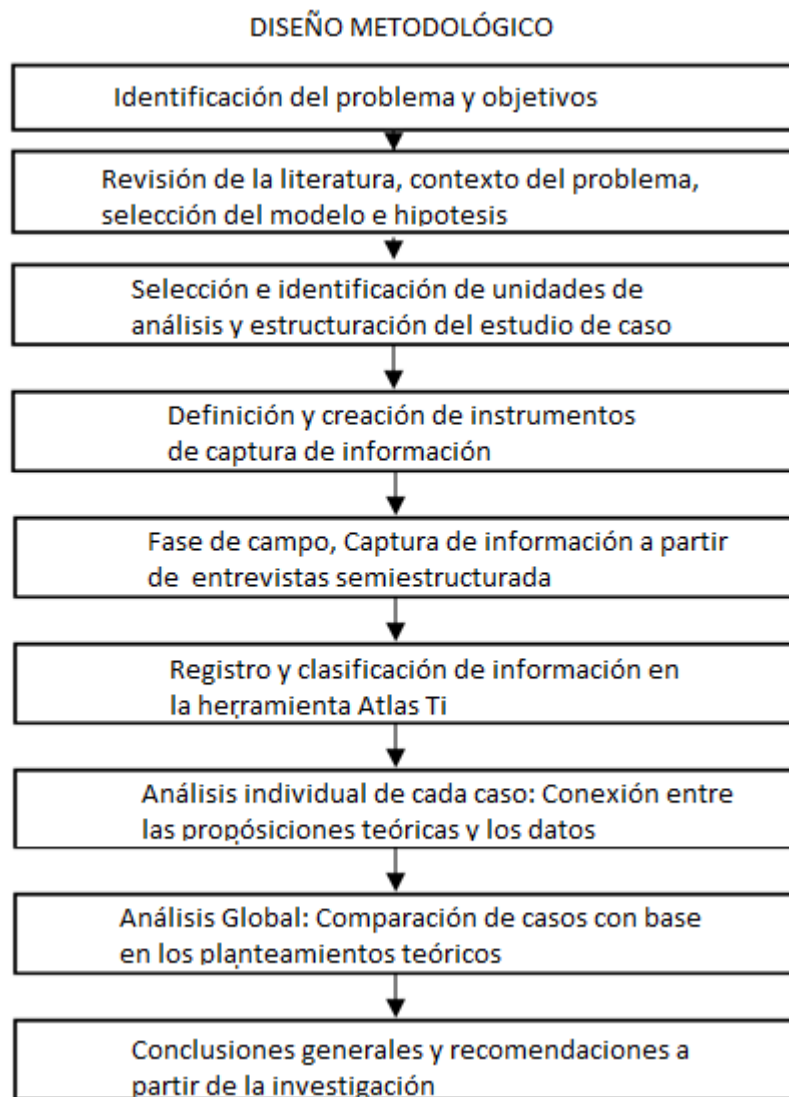 DISEÑO METODOLÓGICO
Identificación del problema y objetivos
Revisión de la literatura, contexto del problema,
selección del modelo e hipotesis
Selección e identificación de unidades de
análisis y estructuración del estudio de caso
Definición y creación de instrumentos
de captura de información
Fase de campo, Captura de información a partir
de entrevistas semiestructurada
Registro y clasificación de información en
la herramienta Atlas Ti
Análisis individual de cada caso: Conexión entre
las propósiciones teóricas y los datos
Análisis Global: Comparación de casos con base
en los planteamientos teóricos
Conclusiones generales y recomendaciones a
partir de la investigación